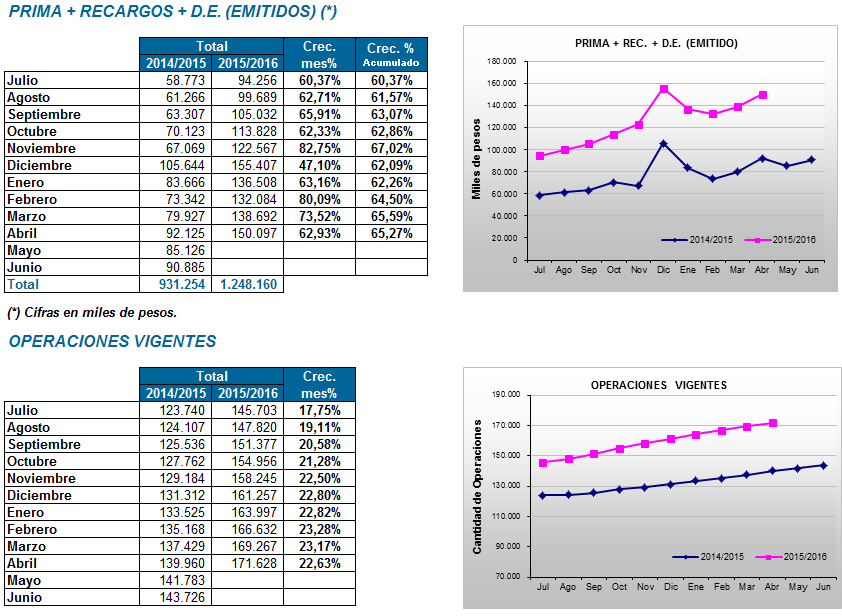 PRIMA + RECARGOS + D.E. (EMITIDOS) (*)
Total Crec. Crec. %
2014/2015 2015/2016 mes% Acumulado
Julio 58.773 94.256 60,37% 60,37%
Agosto 61.266 99.689 62,71% 61,57%
Septiembre 63.307 105.032 65,91% 63,07%
Octubre 70.123 113.828 62,33% 62,86%
Noviembre 67.069 122.567 82,75% 67,02%
Diciembre 105.644 155.407 47,10% 62,09%
Enero 83.666 136.508 63,16% 62,26%
Febrero 73.342 132.084 80,09% 64,50%
Marzo 79.927 138.692 73,52% 65,59%
Abril 92.125 150.097 62,93% 65,27%
Mayo 85.126
Junio 90.885
Total 931.254 1.248.160
(*) Cifras en miles de pesos.
PRIMA + REC. + D.E. (EMITIDO)
Miles de pesos
180.000
160.000
140.000
120.000
100.000
80.000
60.000
40.000
20.000
0
2014/2015 2015/2016
Jul Ago Sep Oct Nov Dic Ene Feb Mar Abr May Jun
OPERACIONES VIGENTES
Total Crec.
2014/2015 2015/2016 mes%
Julio 123.740 145.703 17,75%
Agosto 124.107 147.820 19,11%
Septiembre 125.536 151.377 20,58%
Octubre 127.762 154.956 21,28%
Noviembre 129.184 158.245 22,50%
Diciembre 131.312 161.257 22,80%
Enero 133.525 163.997 22,82%
Febrero 135.168 166.632 23,28%
Marzo 137.429 169.267 23,17%
Abril 139.960 171.628 22,63%
Mayo 141.783
Junio 143.726
OPERACIONES VIGENTES
Cantidad de Operaciones
190.000
170.000
150.000
130.000
110.000
90.000
70.000
2014/2015 2015/2016
Jul Ago Sep Oct Nov Dic Ene Feb Mar Abr May Jun